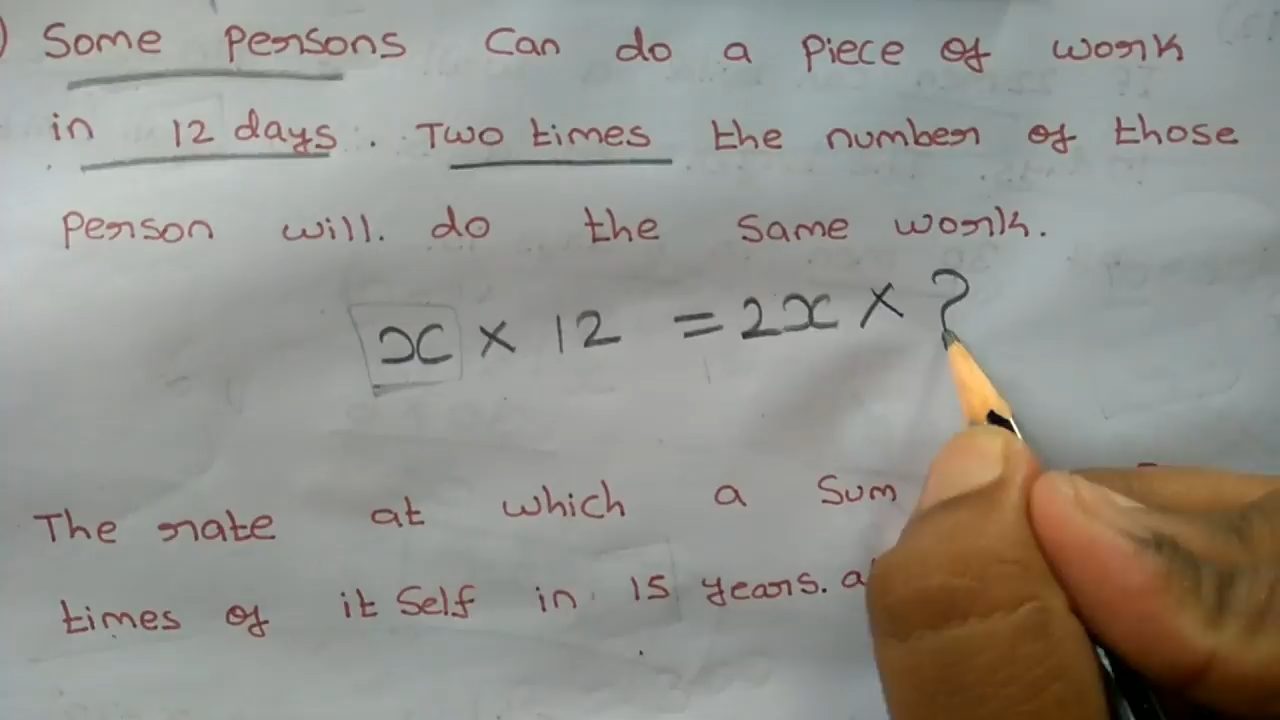 ) Some persons can do a piece of work
in 12 days. Two times the number of those
person will. do the same work.
x × 12 = 2x × ?
The rate at which a Sum
times of it Self in 15 years.